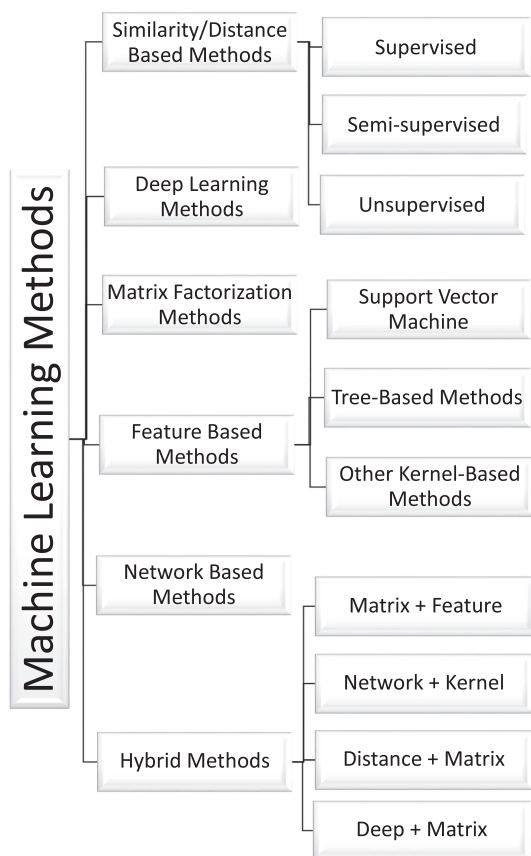 Machine Learning Methods
Similarity/Distance
Based Methods
Supervised
Semi-supervised
Unsupervised
Deep Learning
Methods
Matrix Factorization
Methods
Feature Based
Methods
Support Vector
Machine
Tree-Based Methods
Other Kernel-Based
Methods
Network Based
Methods
Hybrid Methods
Matrix + Feature
Network + Kernel
Distance + Matrix
Deep + Matrix